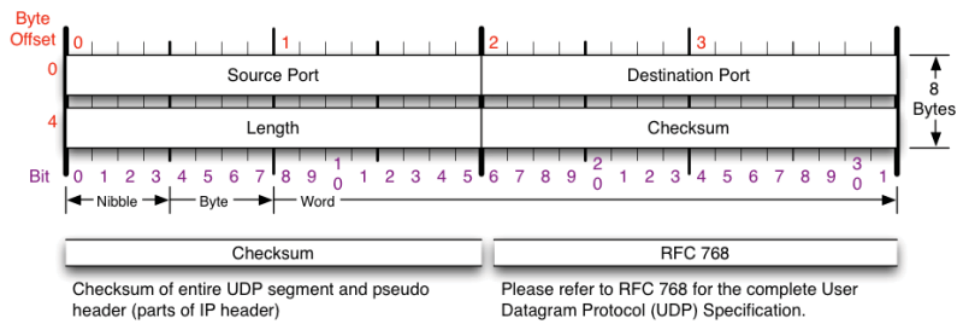 Byte
Offset 0 1 2 3
0 Source Port Destination Port
8
Bytes
4 Length Checksum
Bit 0 1 2 3 4 5 6 7 8 9 1 0 1 2 3 4 5 6 7 8 9 2 0 1 2 3 4 5 6 7 8 9 3 0 1
Nibble Byte Word
Checksum
Checksum of entire UDP segment and pseudo
header (parts of IP header)
RFC 768
Please refer to RFC 768 for the complete User
Datagram Protocol (UDP) Specification.